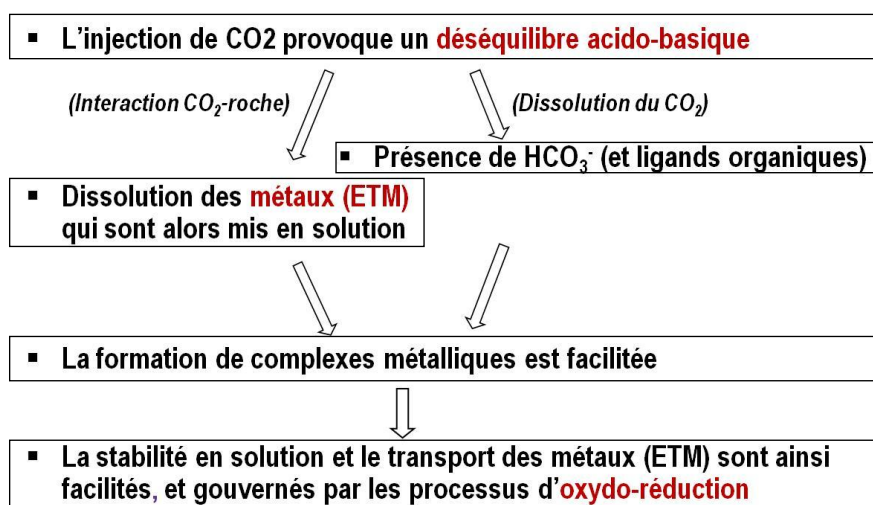 ▪ L'injection de CO2 provoque un déséquilibre acido-basique
(Interaction CO₂-roche)
(Dissolution du CO₂)
▪ Présence de HCO₃⁻ (et ligands organiques)
▪ Dissolution des métaux (ETM)
qui sont alors mis en solution
▪ La formation de complexes métalliques est facilitée
▪ La stabilité en solution et le transport des métaux (ETM) sont ainsi
facilités, et gouvernés par les processus d'oxydo-réduction